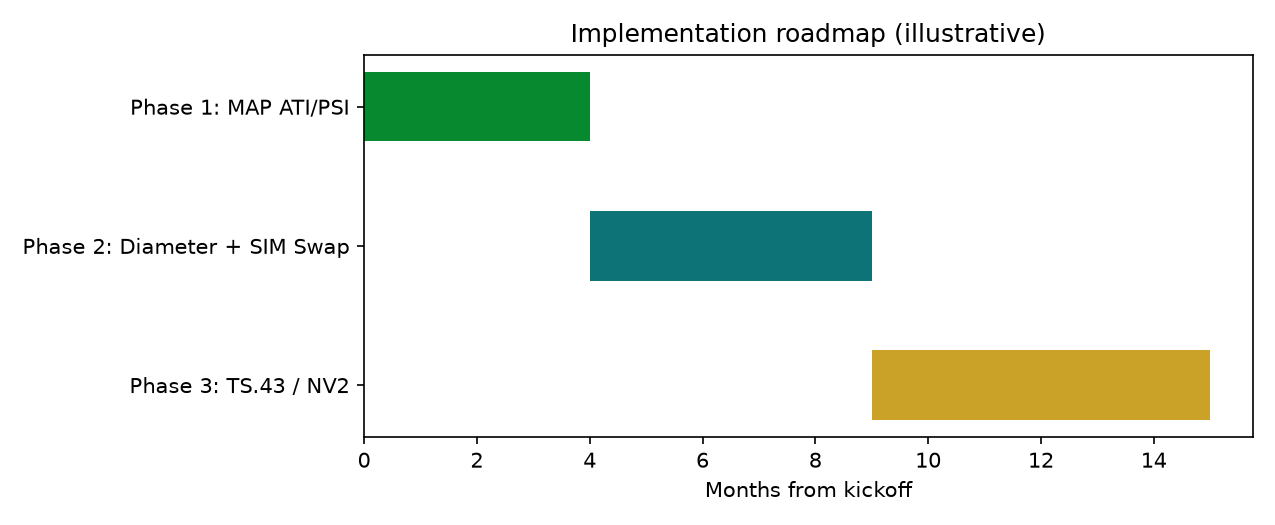 Implementation roadmap (illustrative)
Phase 1: MAP ATI/PSI
Phase 2: Diameter + SIM Swap
Phase 3: TS.43 / NV2
0 2 4 6 8 10 12 14
Months from kickoff